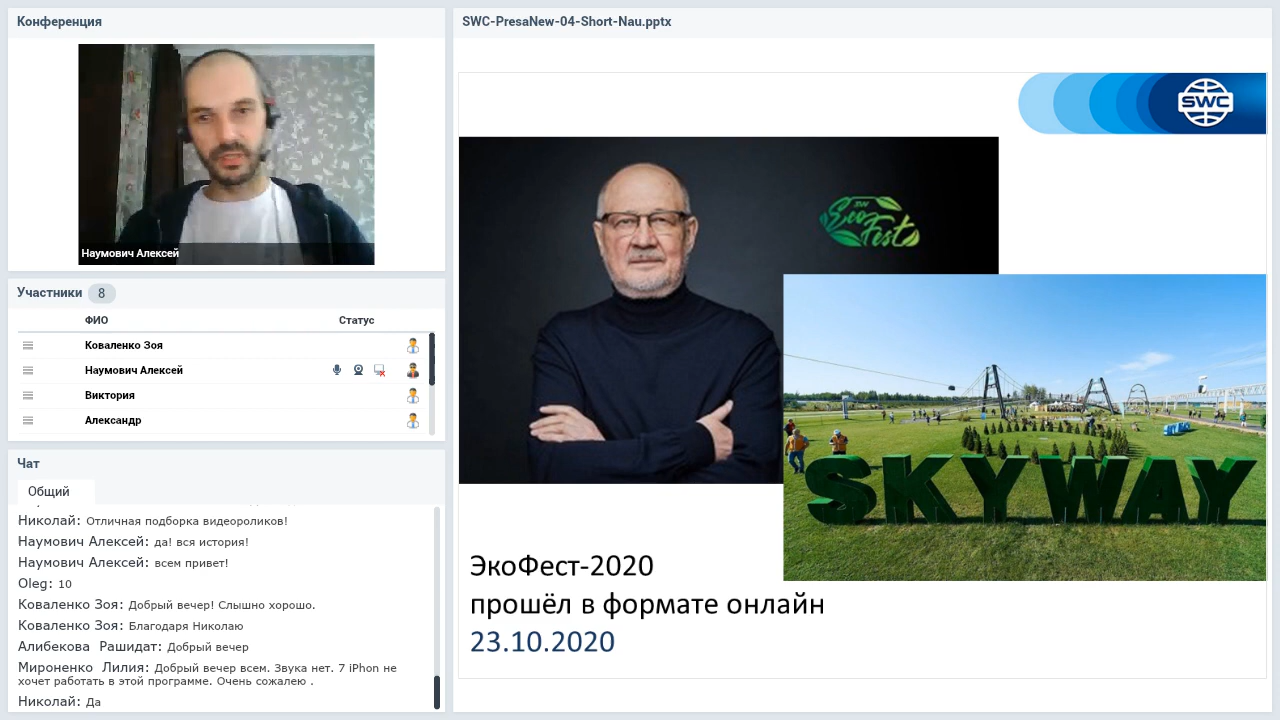 Конференция
Наумович Алексей
Участники 8
ФИО Статус
Коваленко Зоя
Наумович Алексей
Виктория
Александр
Чат
Общий
Николай: Отличная подборка видеороликов!
Наумович Алексей: да! вся история!
Наумович Алексей: всем привет!
Oleg: 10
Коваленко Зоя: Добрый вечер! Слышно хорошо.
Коваленко Зоя: Благодаря Николаю
Алибекова Рашидат: Добрый вечер
Мироненко Лилия: Добрый вечер всем. Звука нет. 7 iPhon не
хочет работать в этой программе. Очень сожалею .
Николай: Да
SWC-PresaNew-04-Short-Nau.pptx
SWC
SW
Eco
Fest
SKYWAY
ЭкоФест-2020
прошёл в формате онлайн
23.10.2020